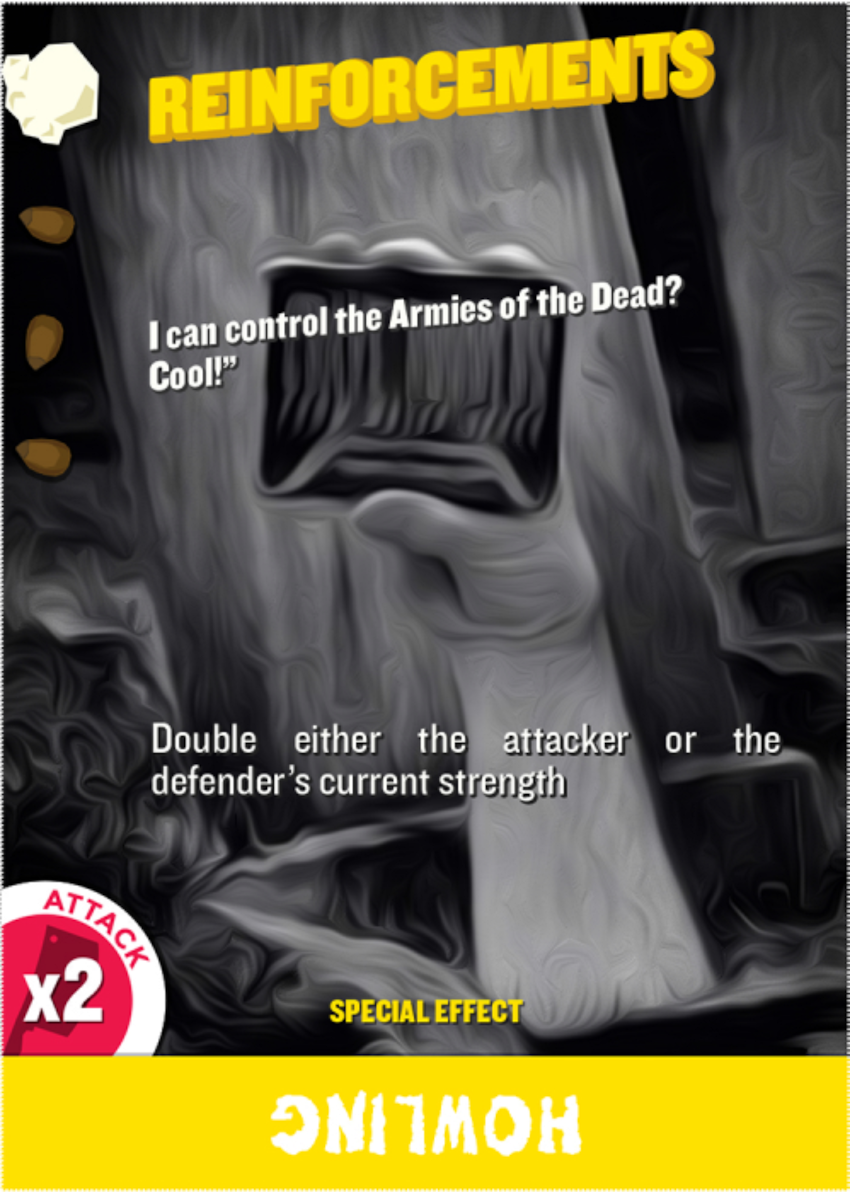 REINFORCEMENTS
I can control the Armies of the Dead?
Cool!”
Double either the attacker or the
defender’s current strength
ATTACK
x2
SPECIAL EFFECT
HOWLING